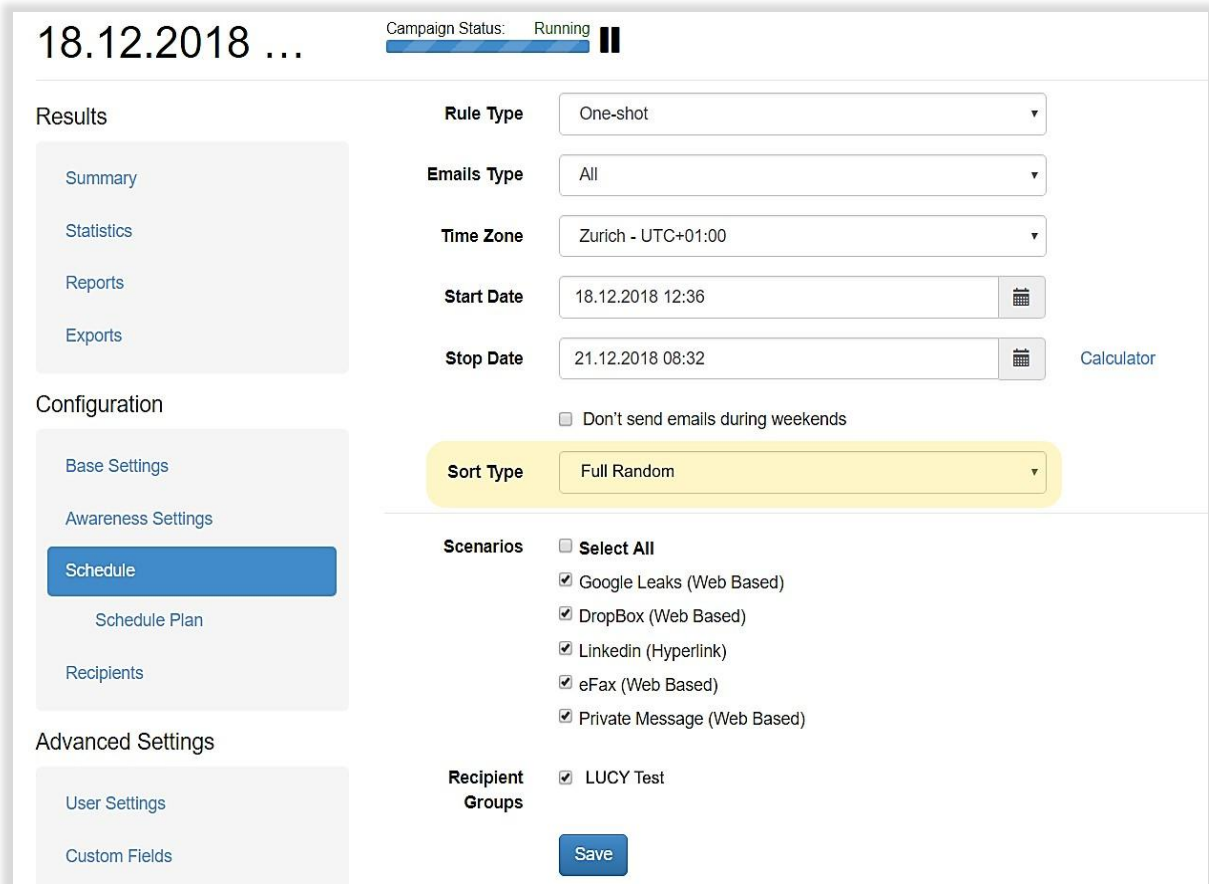 18.12.2018 ...
Campaign Status: Running
Results
Summary
Statistics
Reports
Exports
Configuration
Base Settings
Awareness Settings
Schedule
Schedule Plan
Recipients
Advanced Settings
User Settings
Custom Fields
Rule Type One-shot
Emails Type All
Time Zone Zurich - UTC+01:00
Start Date 18.12.2018 12:36
Stop Date 21.12.2018 08:32 Calculator
Don't send emails during weekends
Sort Type Full Random
Scenarios Select All
Google Leaks (Web Based)
DropBox (Web Based)
Linkedin (Hyperlink)
eFax (Web Based)
Private Message (Web Based)
Recipient LUCY Test
Groups
Save